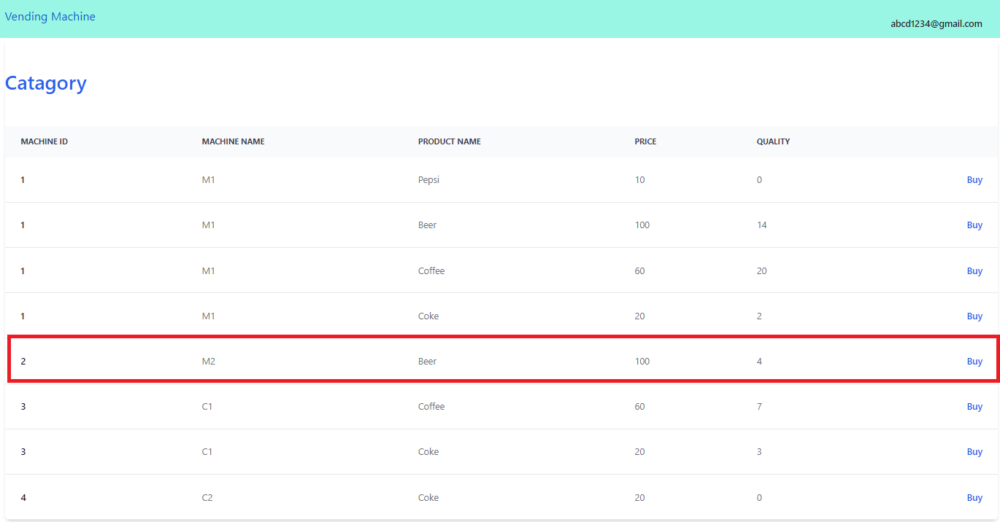 Vending Machine
abcd1234@gmail.com
Catagory
MACHINE ID MACHINE NAME PRODUCT NAME PRICE QUALITY
1 M1 Pepsi 10 0 Buy
1 M1 Beer 100 14 Buy
1 M1 Coffee 60 20 Buy
1 M1 Coke 20 2 Buy
2 M2 Beer 100 4 Buy
3 C1 Coffee 60 7 Buy
3 C1 Coke 20 3 Buy
4 C2 Coke 20 0 Buy